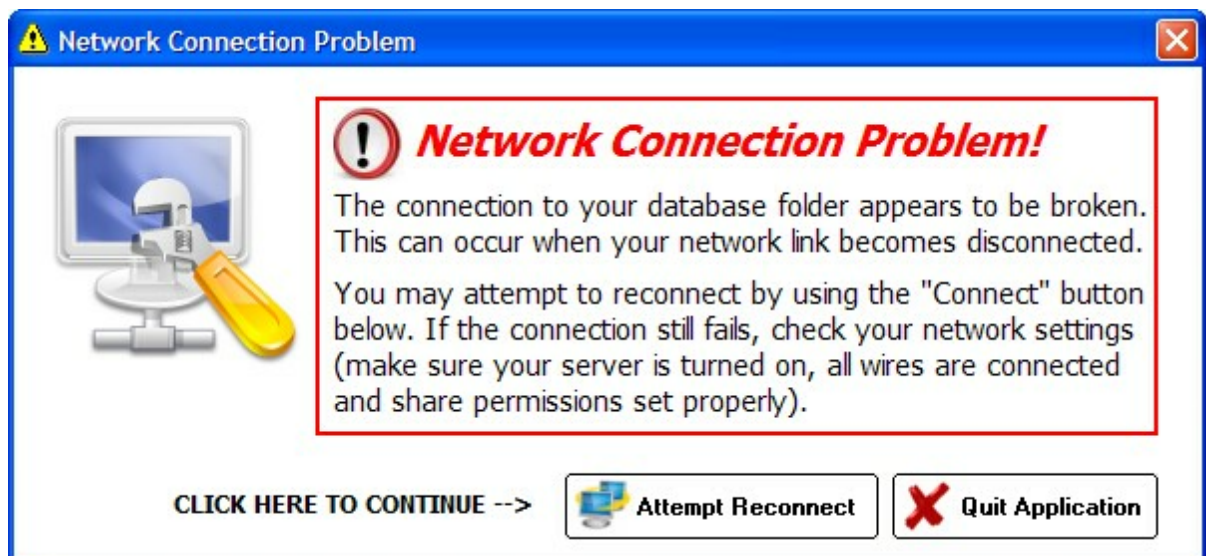 Network Connection Problem
Network Connection Problem!
The connection to your database folder appears to be broken.
This can occur when your network link becomes disconnected.
You may attempt to reconnect by using the "Connect" button
below. If the connection still fails, check your network settings
(make sure your server is turned on, all wires are connected
and share permissions set properly).
CLICK HERE TO CONTINUE --> Attempt Reconnect Quit Application